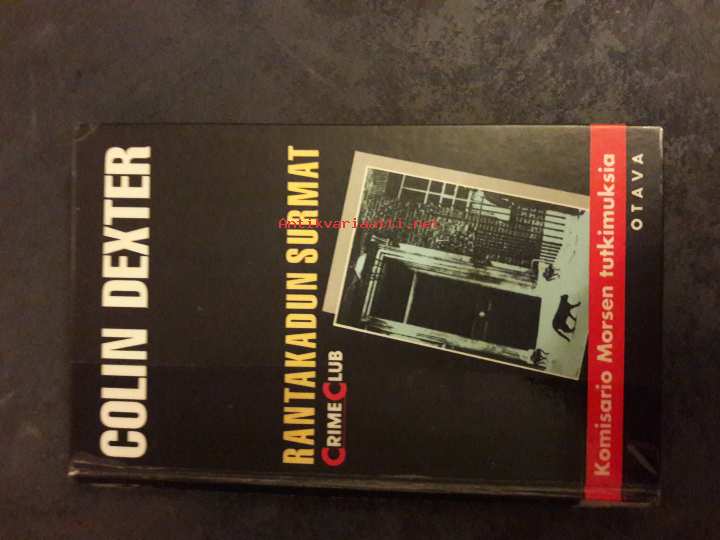 COLIN DEXTER
RANTAKADUN SURMAT
CRIME CLUB
Komisario Morsen tutkimuksia
OTAVA
Antikvariaatti.net